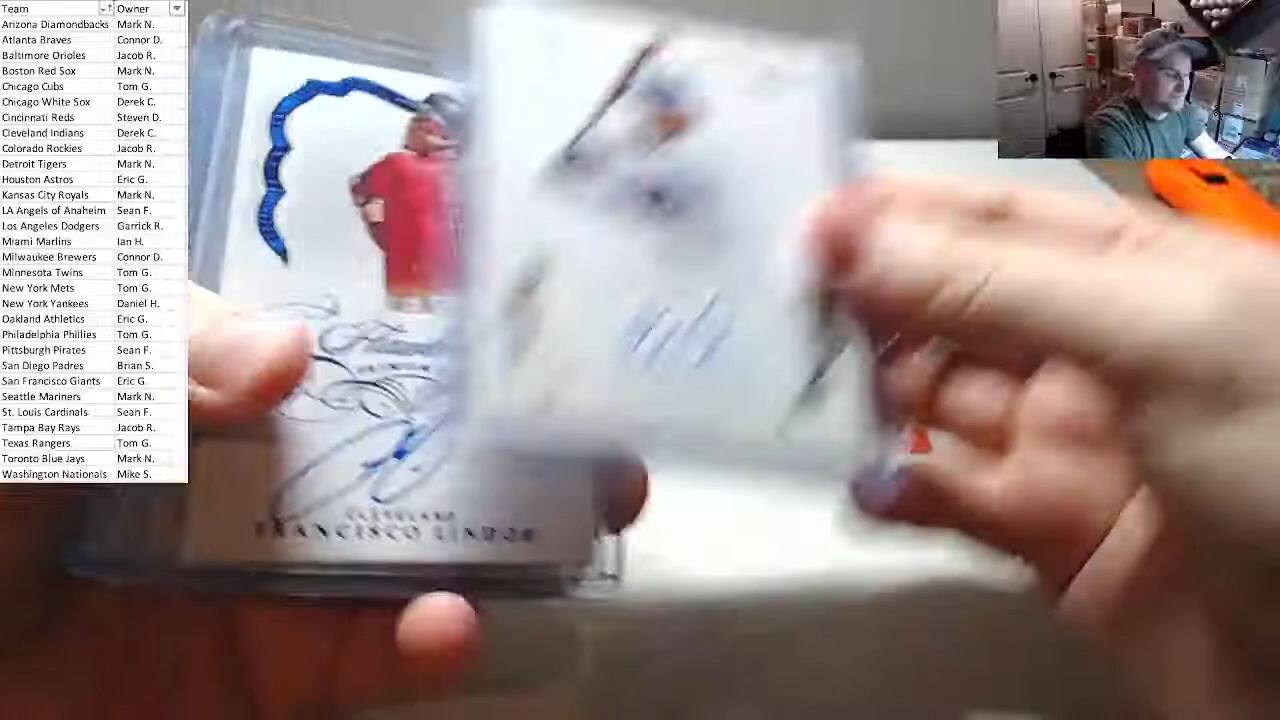 Team Owner
Arizona Diamondbacks Mark N.
Atlanta Braves Connor D.
Baltimore Orioles Jacob R.
Boston Red Sox Mark N.
Chicago Cubs Tom G.
Chicago White Sox Derek C.
Cincinnati Reds Steven D.
Cleveland Indians Derek C.
Colorado Rockies Jacob R.
Detroit Tigers Mark N.
Houston Astros Eric G.
Kansas City Royals Mark N.
LA Angels of Anaheim Sean F.
Los Angeles Dodgers Garrick R.
Miami Marlins Ian H.
Milwaukee Brewers Connor D.
Minnesota Twins Tom G.
New York Mets Tom G.
New York Yankees Daniel H.
Oakland Athletics Eric G.
Philadelphia Phillies Tom G.
Pittsburgh Pirates Sean F.
San Diego Padres Brian S.
San Francisco Giants Eric G.
Seattle Mariners Mark N.
St. Louis Cardinals Sean F.
Tampa Bay Rays Jacob R.
Texas Rangers Tom G.
Toronto Blue Jays Mark N.
Washington Nationals Mike S.
CLEVELAND
FRANCISCO LINDOR